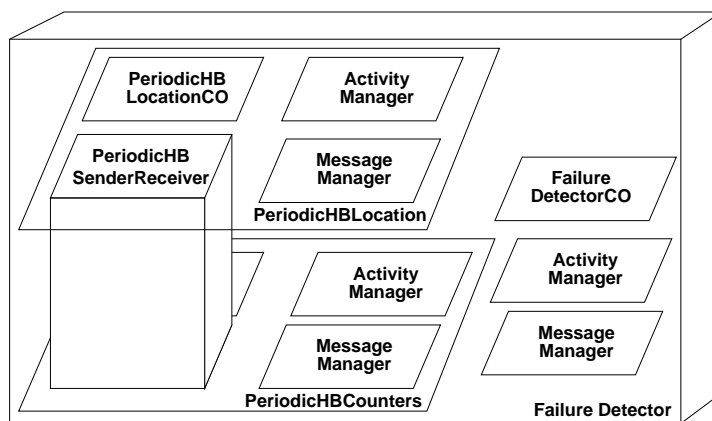 PeriodicHB
LocationCO
Activity
Manager
PeriodicHB
SenderReceiver
Message
Manager
PeriodicHBLocation
Failure
DetectorCO
Activity
Manager
Activity
Manager
Message
Manager
Message
Manager
PeriodicHBCounters
Failure Detector